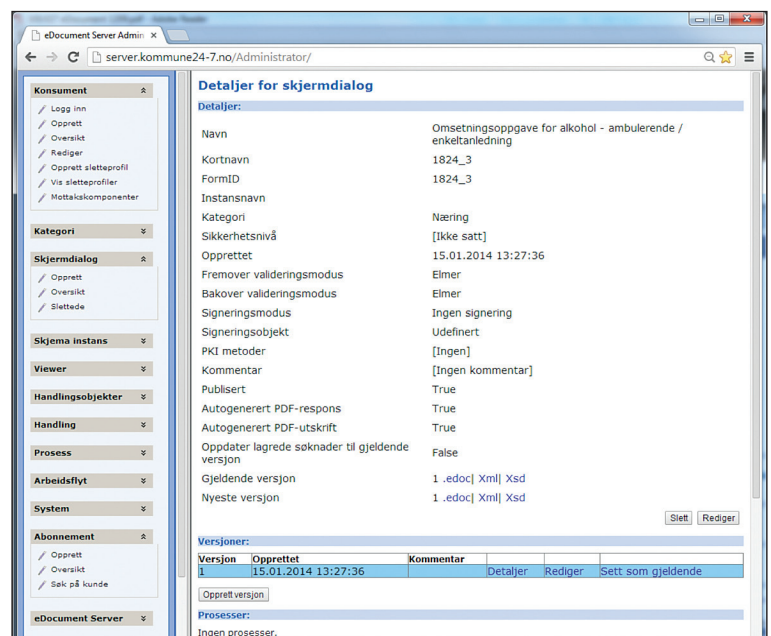 eDocument Server Admin ×
server.kommune24-7.no/Administrator/
Konsument
Logg inn
Opprett
Oversikt
Rediger
Opprett sletteprofil
Vis sletteprofiler
Mottakskomponenter
Kategori
Skjermdialog
Opprett
Oversikt
Slettede
Skjema instans
Viewer
Handlingsobjekter
Handling
Prosess
Arbeidsflyt
System
Abonnement
Opprett
Oversikt
Søk på kunde
eDocument Server
Detaljer for skjermdialog
Detaljer:
Navn Omsetningsoppgave for alkohol - ambulerende /
enkeltanledning
Kortnavn 1824_3
FormID 1824_3
Instansnavn
Kategori Næring
Sikkerhetsnivå [Ikke satt]
Opprettet 15.01.2014 13:27:36
Fremover valideringsmodus Elmer
Bakover valideringsmodus Elmer
Signeringsmodus Ingen signering
Signeringsobjekt Udefinert
PKI metoder [Ingen]
Kommentar [Ingen kommentar]
Publisert True
Autogenerert PDF-respons True
Autogenerert PDF-utskrift True
Oppdater lagrede søknader til gjeldende
versjon False
Gjeldende versjon 1 .edoc| Xml| Xsd
Nyeste versjon 1 .edoc| Xml| Xsd
Slett Rediger
Versjoner:
Versjon Opprettet Kommentar
1 15.01.2014 13:27:36 Detaljer Rediger Sett som gjeldende
Opprett versjon
Prosesser:
Ingen prosesser.